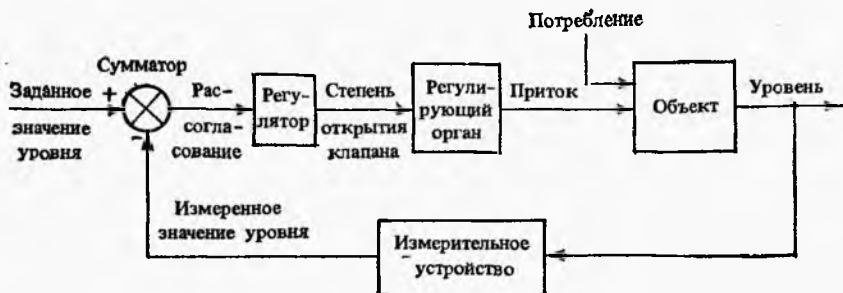 Потребление
Сумматор
Заданное
+
значение
уровня
-
Рас-
согла-
сование
Регу-
лятор
Степень
открытия
клапана
Регули-
рующий
орган
Приток
Объект
Уровень
Измеренное
значение уровня
Измерительное
устройство